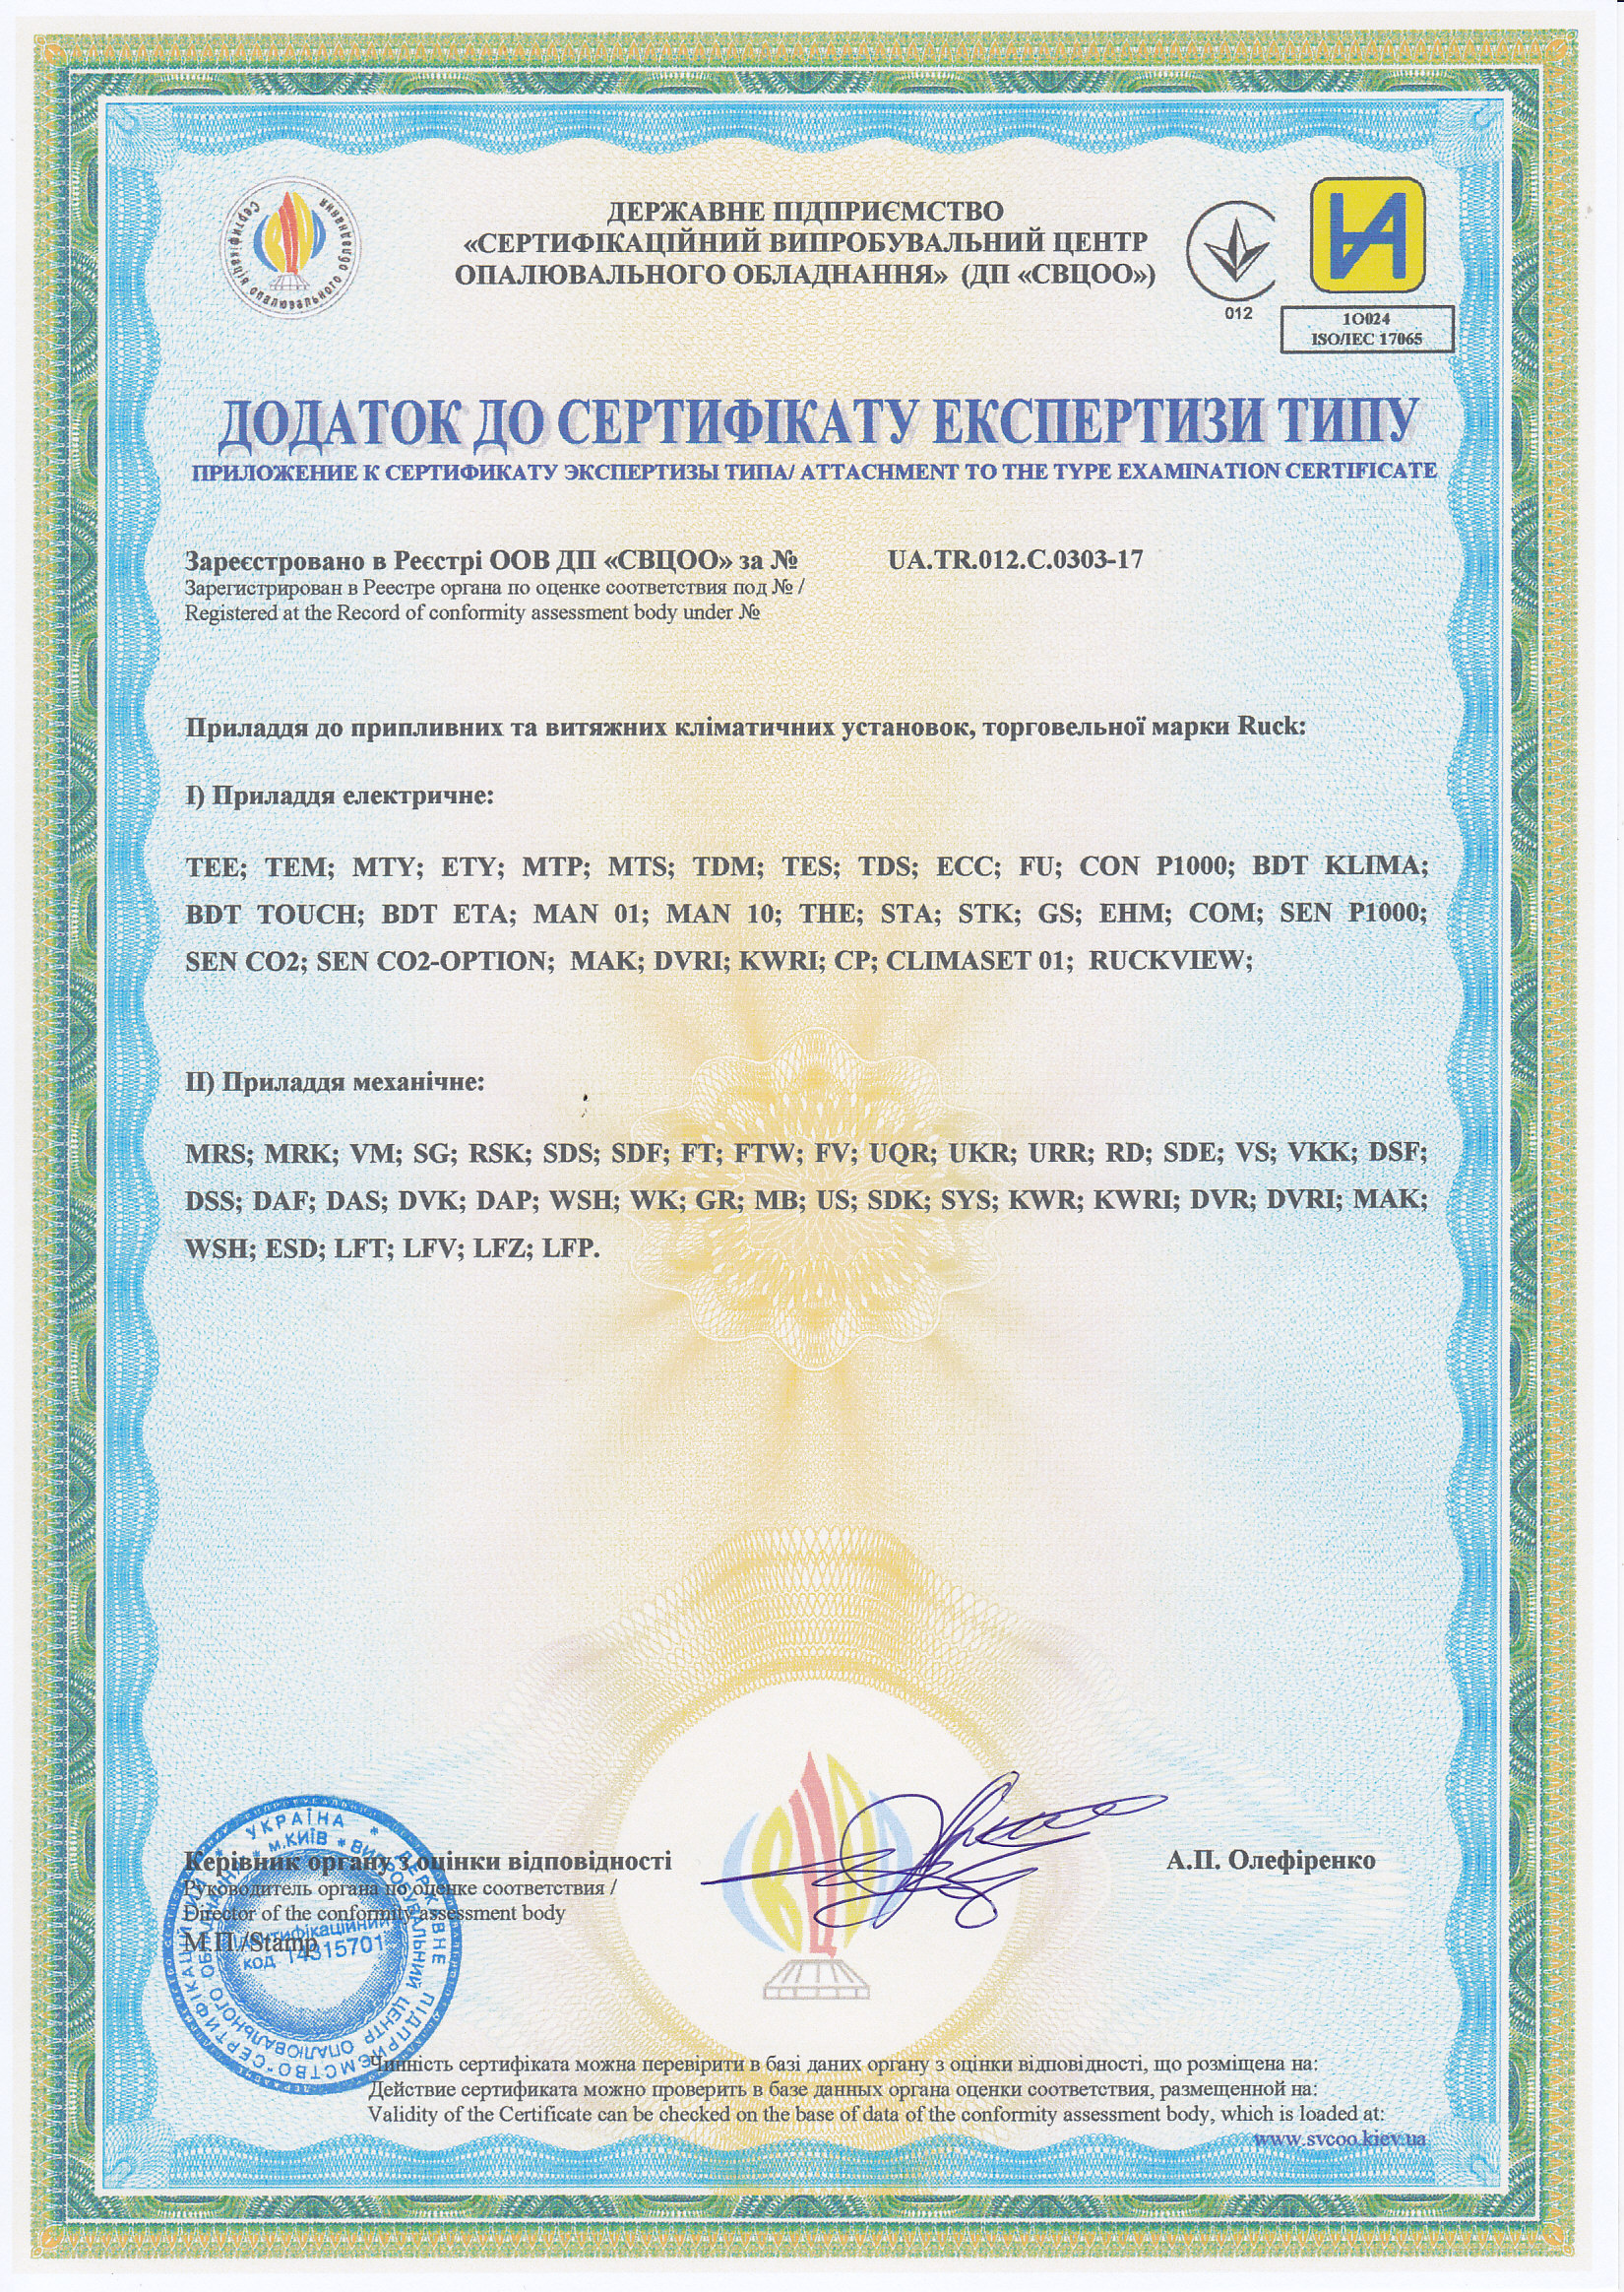 Сертифікація опалювального обладнання
ДЕРЖАВНЕ ПІДПРИЄМСТВО
«СЕРТИФІКАЦІЙНИЙ ВИПРОБУВАЛЬНИЙ ЦЕНТР
ОПАЛЮВАЛЬНОГО ОБЛАДНАННЯ» (ДП «СВЦОО»)
012
1О024
ISO/IEC 17065
ДОДАТОК ДО СЕРТИФІКАТУ ЕКСПЕРТИЗИ ТИПУ
ПРИЛОЖЕНИЕ К СЕРТИФИКАТУ ЭКСПЕРТИЗЫ ТИПА/ ATTACHMENT TO THE TYPE EXAMINATION CERTIFICATE
Зареєстровано в Реєстрі ООВ ДП «СВЦОО» за № UA.TR.012.C.0303-17
Зарегистрирован в Реестре органа по оценке соответствия под № /
Registered at the Record of conformity assessment body under №
Приладдя до припливних та витяжних кліматичних установок, торговельної марки Ruck:
I) Приладдя електричне:
TEE; TEM; MTY; ETY; MTP; MTS; TDM; TES; TDS; ECC; FU; CON P1000; BDT KLIMA;
BDT TOUCH; BDT ETA; MAN 01; MAN 10; THE; STA; STK; GS; EHM; COM; SEN P1000;
SEN CO2; SEN CO2-OPTION; MAK; DVRI; KWRI; CP; CLIMASET 01; RUCKVIEW;
II) Приладдя механічне:
MRS; MRK; VM; SG; RSK; SDS; SDF; FT; FTW; FV; UQR; UKR; URR; RD; SDE; VS; VKK; DSF;
DSS; DAF; DAS; DVK; DAP; WSH; WK; GR; MB; US; SDK; SYS; KWR; KWRI; DVR; DVRI; MAK;
WSH; ESD; LFT; LFV; LFZ; LFP.
Керівник органу з оцінки відповідності
Руководитель органа по оценке соответствия /
Director of the conformity assessment body
М.П./Stamp
А.П. Олефіренко
УКРАЇНА * ДЕРЖАВНЕ ПІДПРИЄМСТВО "СЕРТИФІКАЦІЙНИЙ
* м.КИЇВ * ВИПРОБУВАЛЬНИЙ ЦЕНТР ОПАЛЮВАЛЬНОГО ОБЛАДНАННЯ"
Ідентифікаційний
код 14315701
Чинність сертифіката можна перевірити в базі даних органу з оцінки відповідності, що розміщена на:
Действие сертификата можно проверить в базе данных органа оценки соответствия, размещенной на:
Validity of the Certificate can be checked on the base of data of the conformity assessment body, which is loaded at:
www.svcoo.kiev.ua